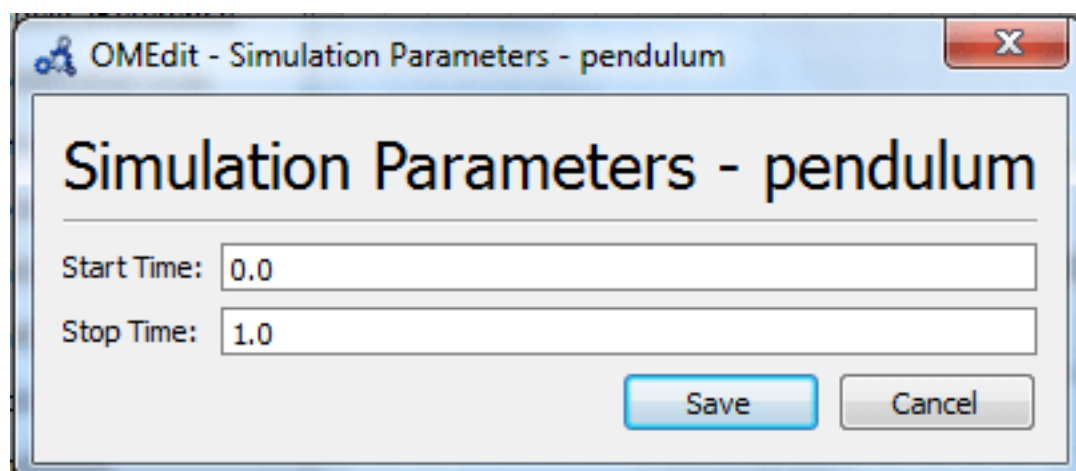 OMEdit - Simulation Parameters - pendulum
Simulation Parameters - pendulum
Start Time: 0.0
Stop Time: 1.0
Save Cancel